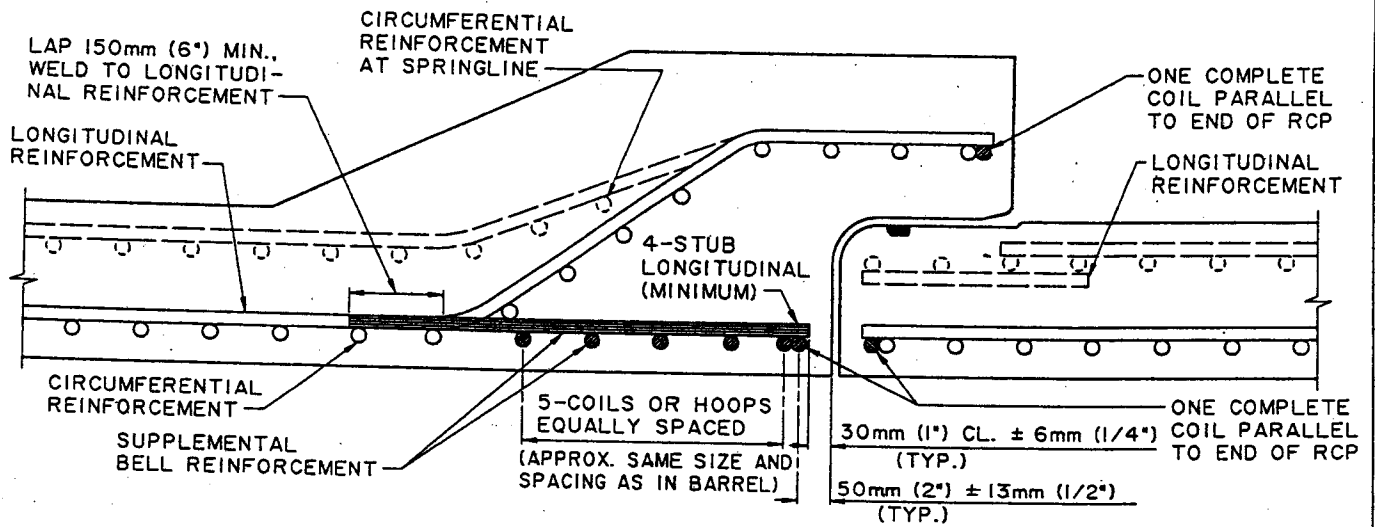 CIRCUMFERENTIAL
REINFORCEMENT
AT SPRINGLINE
LAP 150mm (6") MIN.,
WELD TO LONGITUDI-
NAL REINFORCEMENT
LONGITUDINAL
REINFORCEMENT
ONE COMPLETE
COIL PARALLEL
TO END OF RCP
LONGITUDINAL
REINFORCEMENT
4-STUB
LONGITUDINAL
(MINIMUM)
CIRCUMFERENTIAL
REINFORCEMENT
SUPPLEMENTAL
BELL REINFORCEMENT
5-COILS OR HOOPS
EQUALLY SPACED
(APPROX. SAME SIZE AND
SPACING AS IN BARREL)
30mm (1") CL. ± 6mm (1/4")
(TYP.)
50mm (2") ± 13mm (1/2")
(TYP.)
ONE COMPLETE
COIL PARALLEL
TO END OF RCP